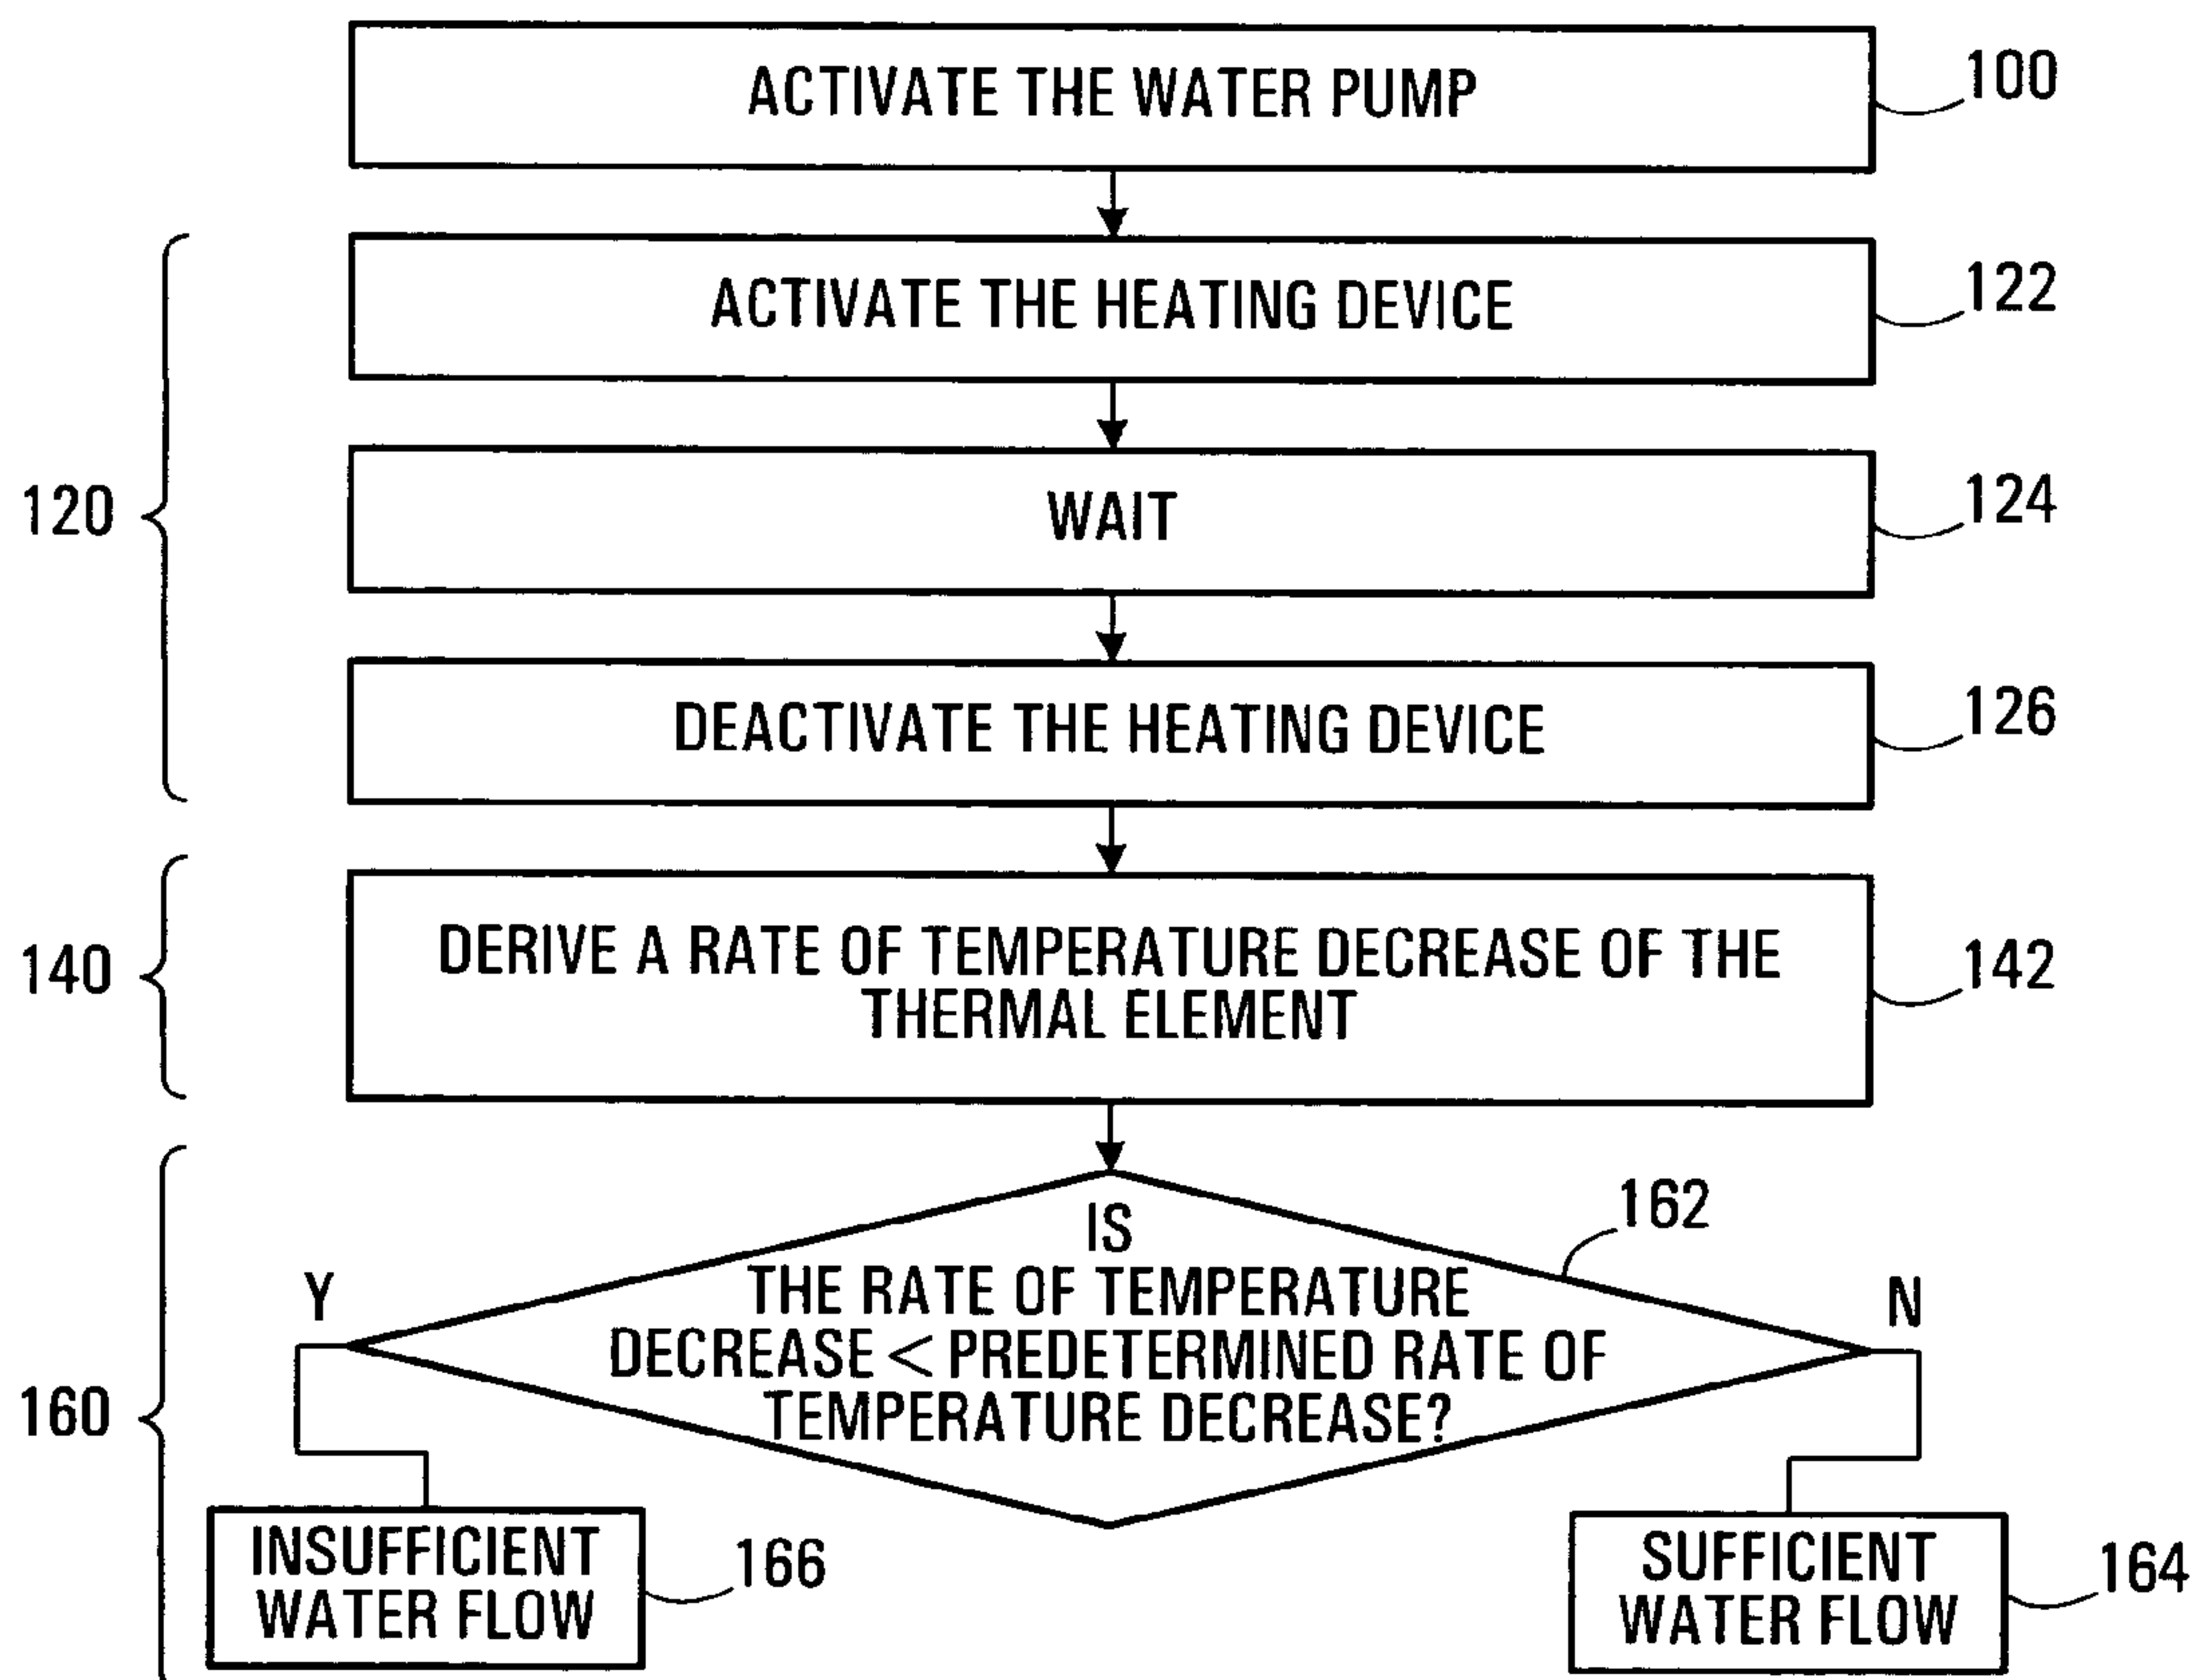 ACTIVATE THE WATER PUMP
100
ACTIVATE THE HEATING DEVICE
122
120
WAIT
124
DEACTIVATE THE HEATING DEVICE
126
140
DERIVE A RATE OF TEMPERATURE DECREASE OF THE
THERMAL ELEMENT
142
160
162
IS
THE RATE OF TEMPERATURE
DECREASE < PREDETERMINED RATE OF
TEMPERATURE DECREASE?
Y
N
INSUFFICIENT
WATER FLOW
166
SUFFICIENT
WATER FLOW
164